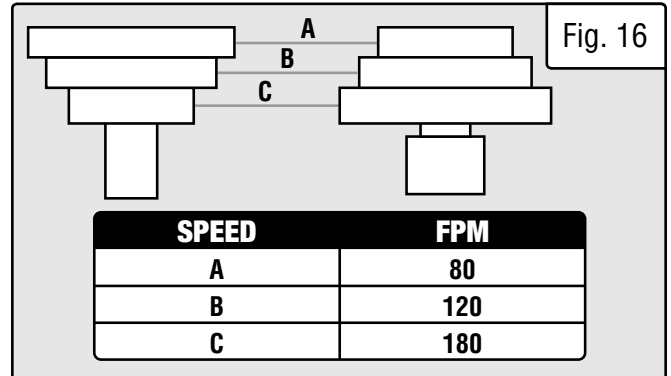 Fig. 16
A
B
C
SPEED FPM
A 80
B 120
C 180